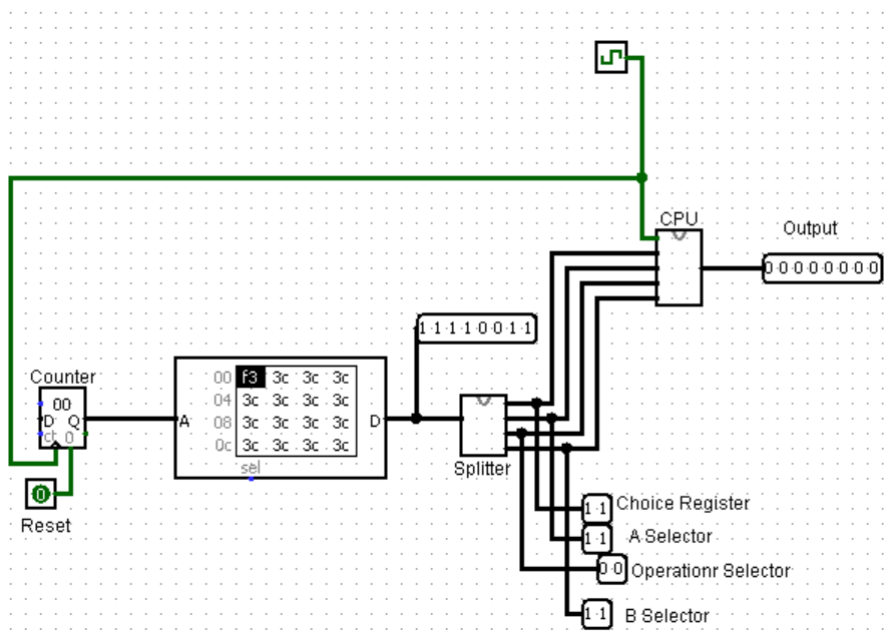 CPU
Output
0 0 0 0 0 0 0 0
1 1 1 1 0 0 1 1
Counter
00
D Q
ct 0
A
00 f3 3c 3c 3c
04 3c 3c 3c 3c
08 3c 3c 3c 3c
0c 3c 3c 3c 3c
D
sel
Splitter
0
Reset
1 1 Choice Register
1 1 A Selector
0 0 Operationr Selector
1 1 B Selector